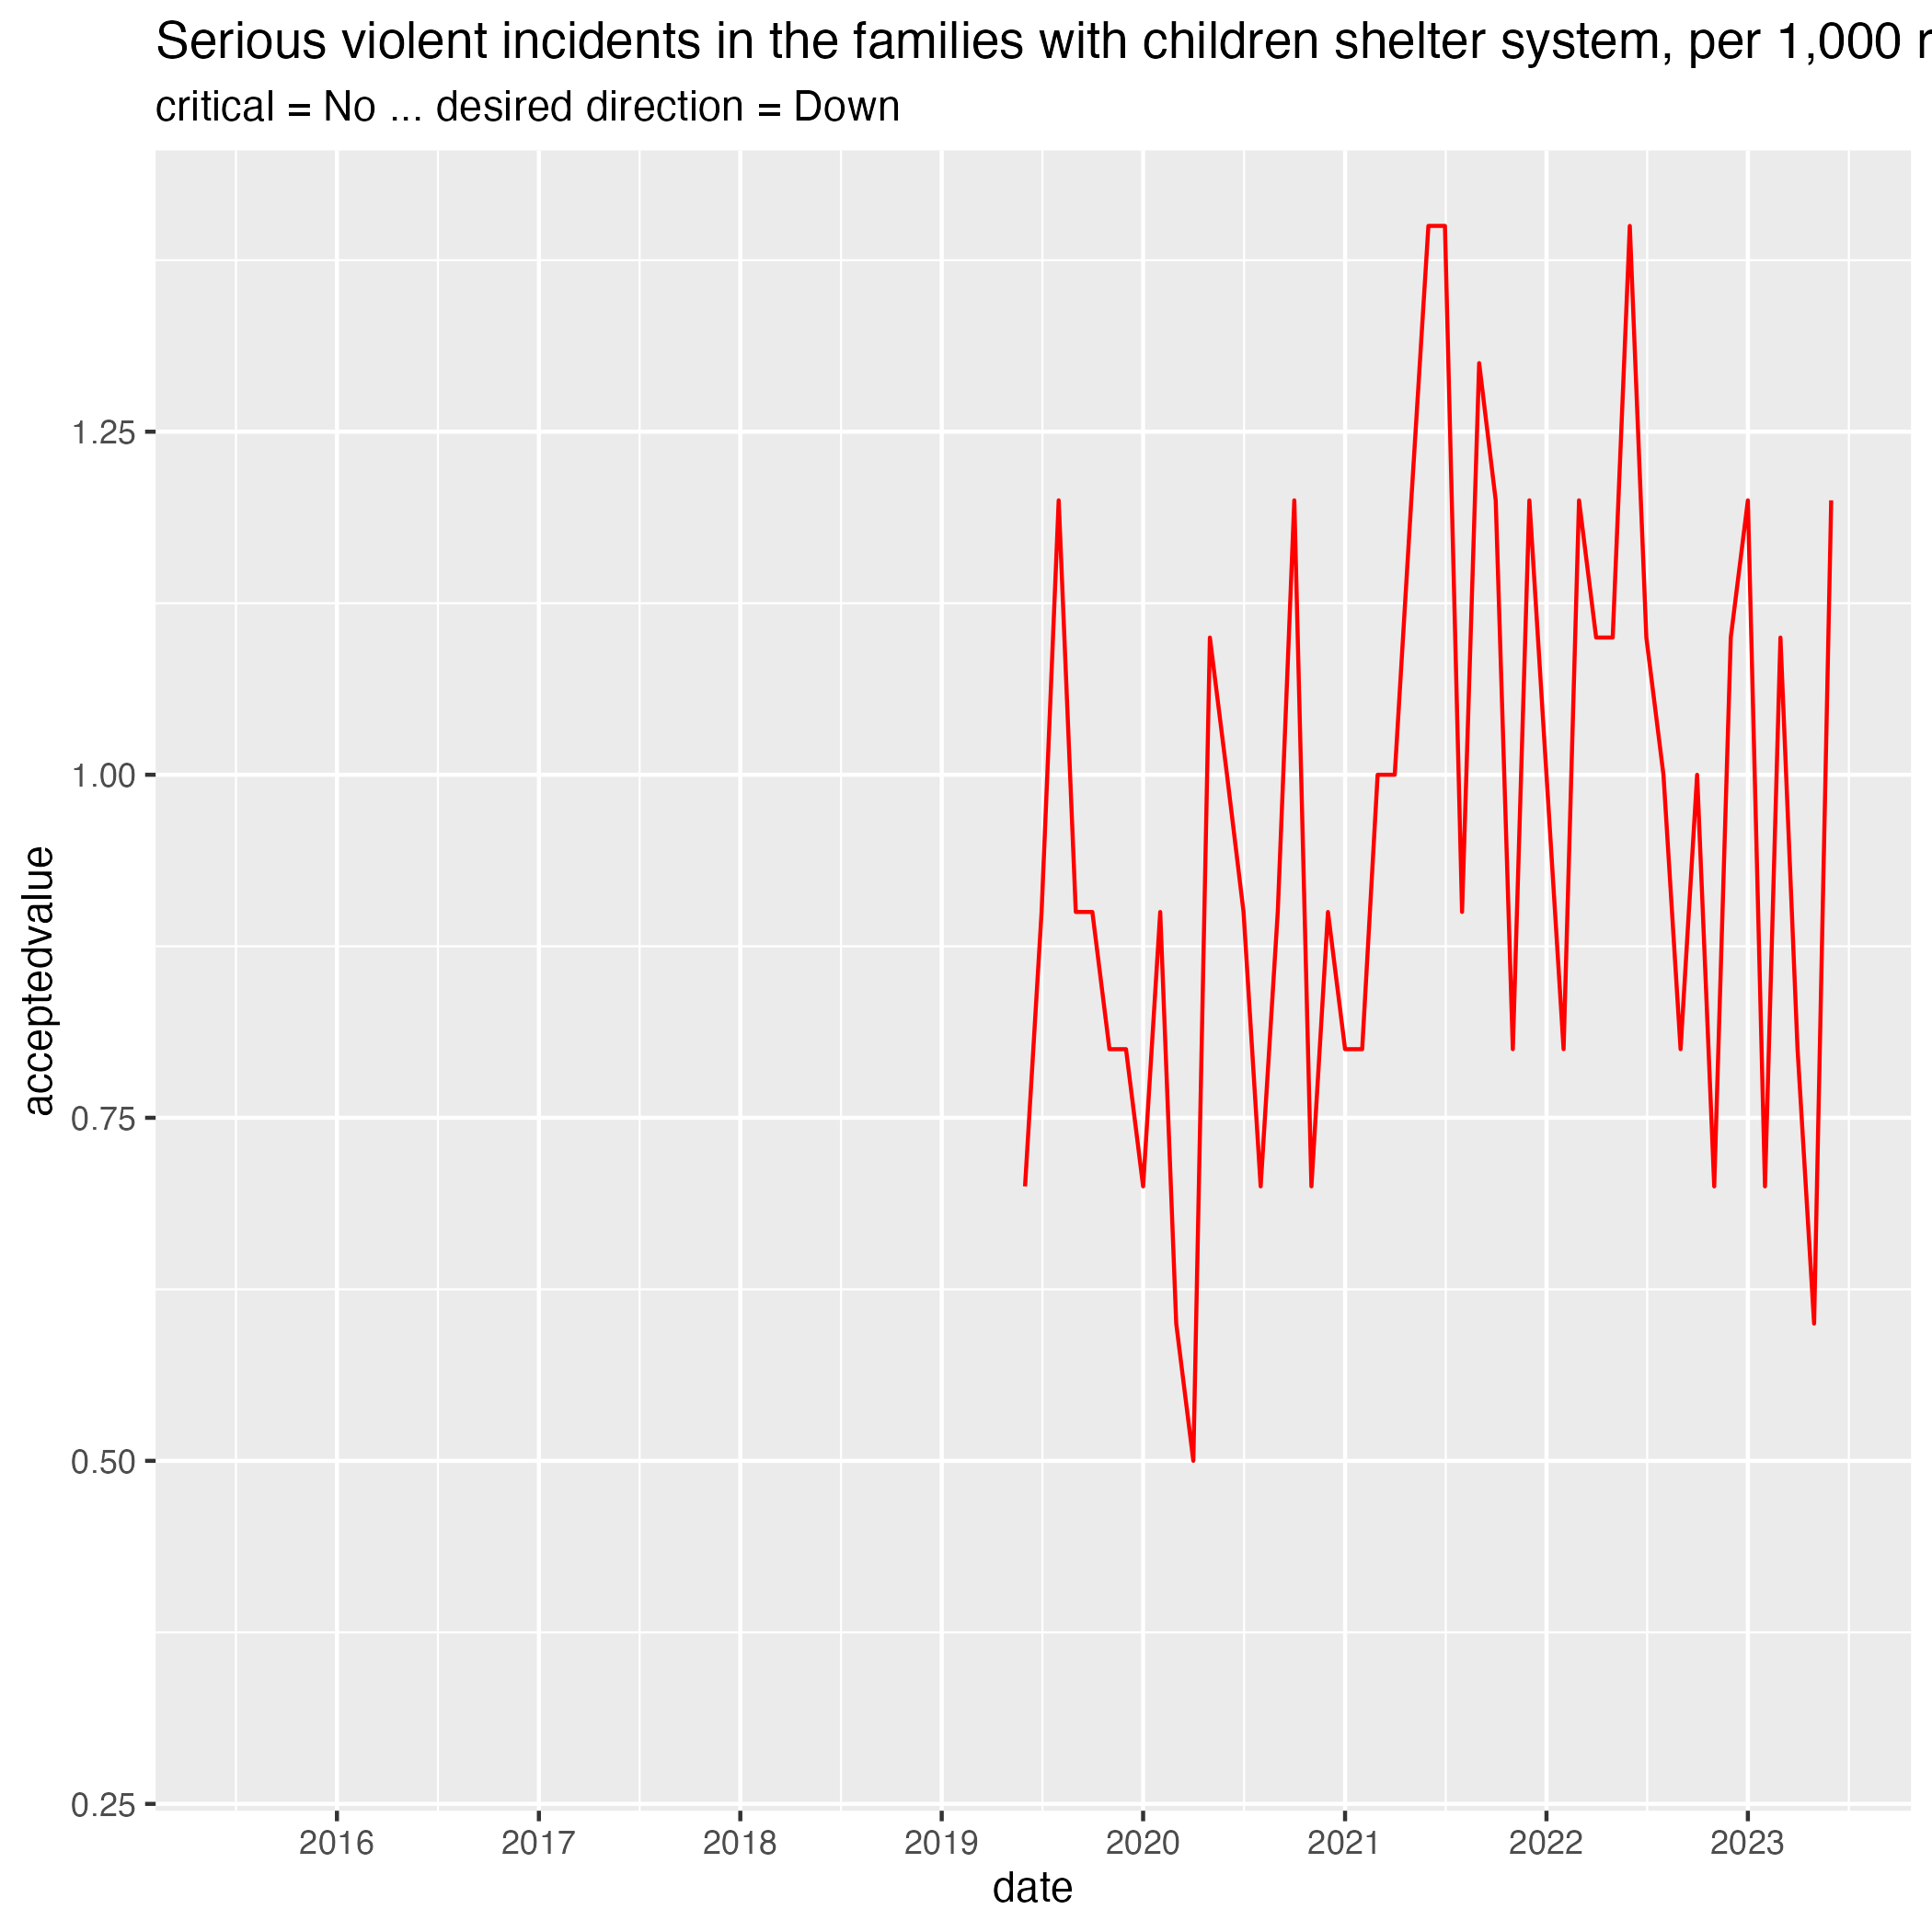 Serious violent incidents in the families with children shelter system, per 1,000
critical = No ... desired direction = Down
acceptedvalue
1.25
1.00
0.75
0.50
0.25
2016 2017 2018 2019 2020 2021 2022 2023
date